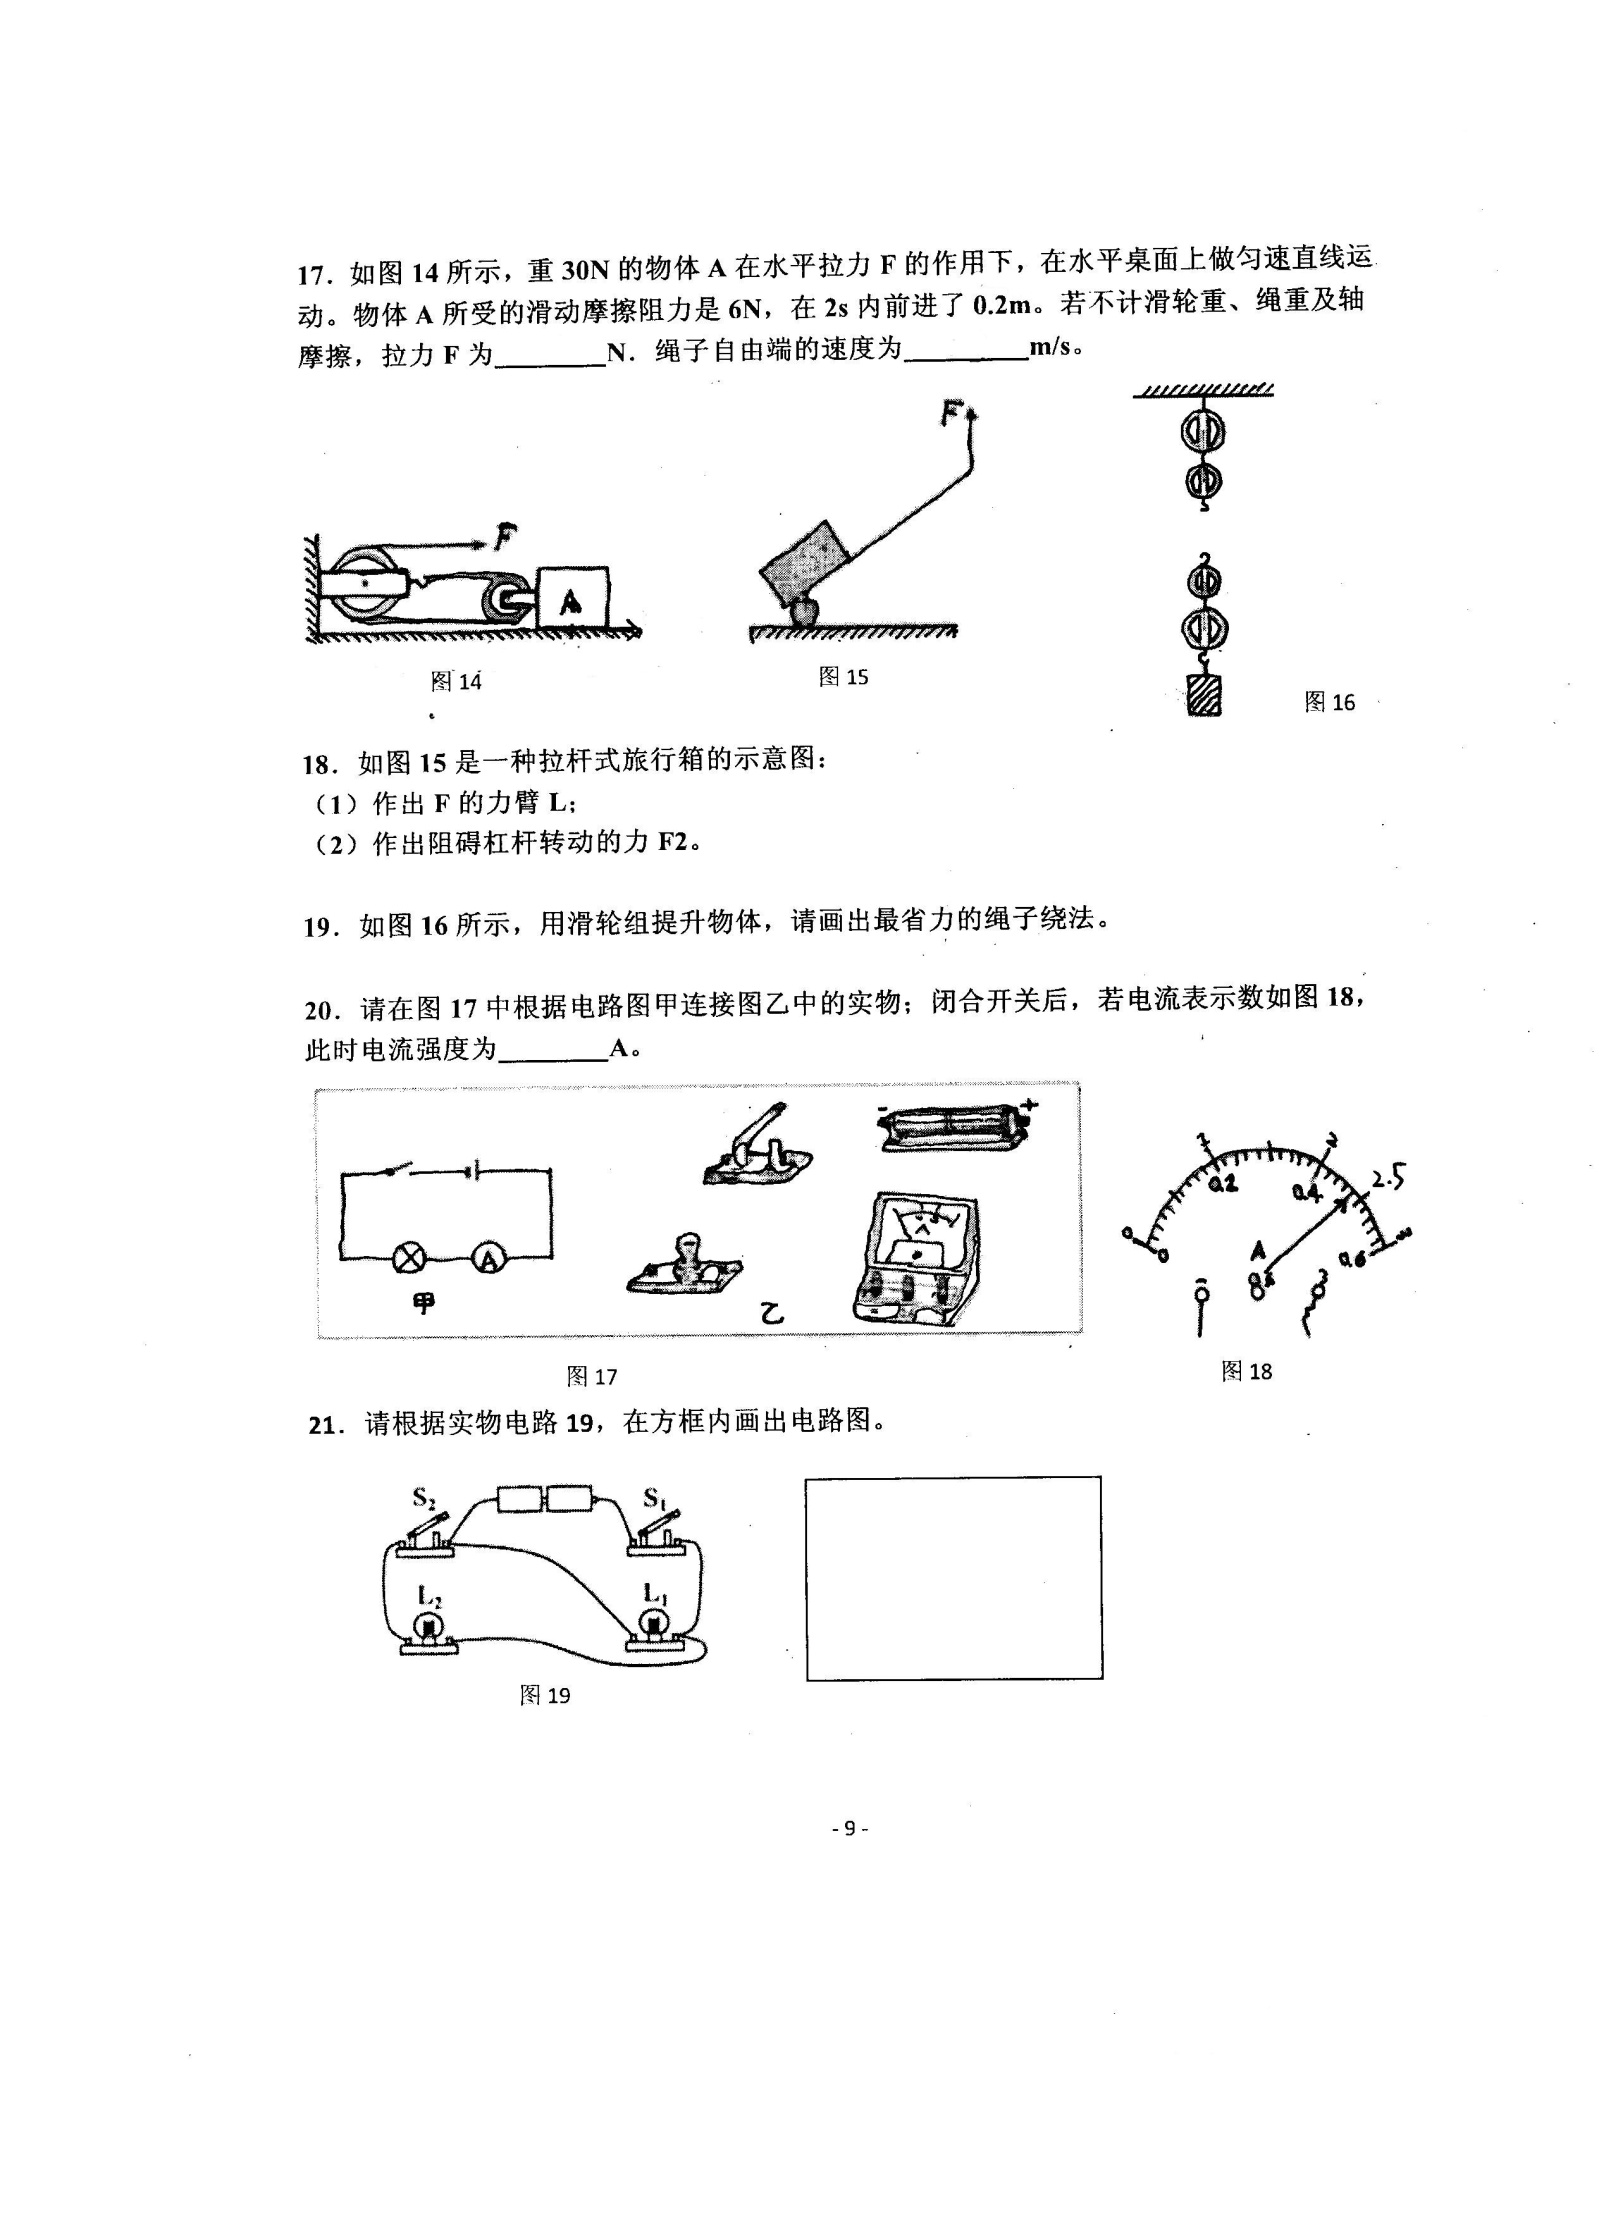 17．如图 14 所示，重 30N 的物体 A 在水平拉力 F 的作用下，在水平桌面上做匀速直线运
动。物体 A 所受的滑动摩擦阻力是 6N，在 2s 内前进了 0.2m。若不计滑轮重、绳重及轴
摩擦，拉力 F 为________N．绳子自由端的速度为_________m/s。
F
A
图 14
F
图 15
图 16
18．如图 15 是一种拉杆式旅行箱的示意图：
（1）作出 F 的力臂 L；
（2）作出阻碍杠杆转动的力 F2。
19．如图 16 所示，用滑轮组提升物体，请画出最省力的绳子绕法。
20．请在图 17 中根据电路图甲连接图乙中的实物；闭合开关后，若电流表示数如图 18，
此时电流强度为________A。
A
甲
- +
A
乙
图 17
0 1 2 2.5 3
0 0.2 0.4 0.6
A
- 3
图 18
21．请根据实物电路 19，在方框内画出电路图。
S2 S1
L2 L1
图 19
- 9 -